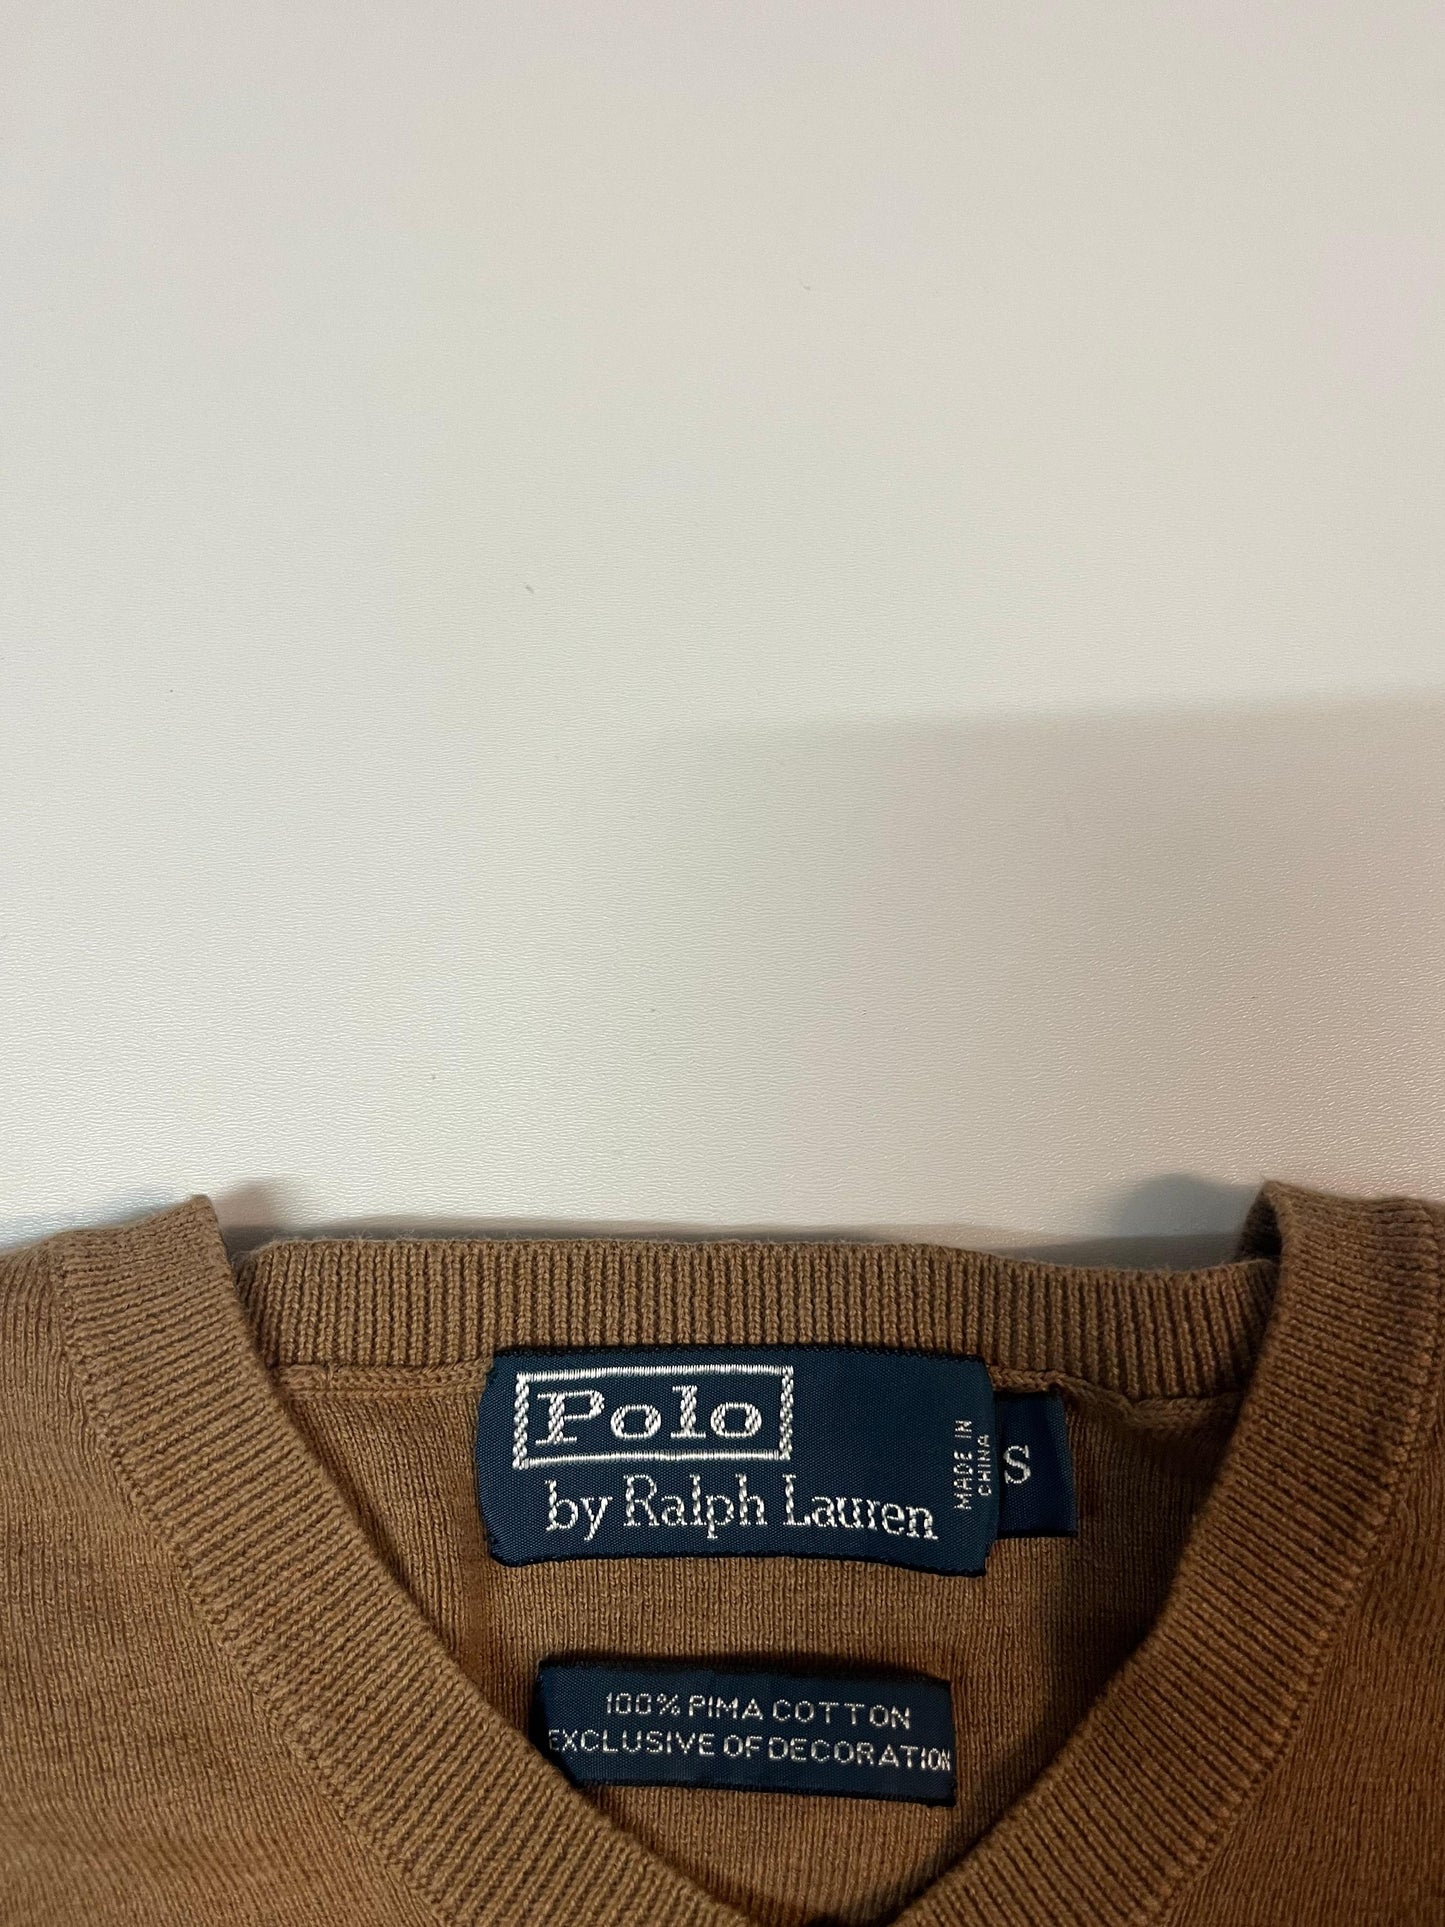 Polo
by Ralph Lauren
MADE IN
CHINA
S
100% PIMA COTTON
EXCLUSIVE OF DECORATION